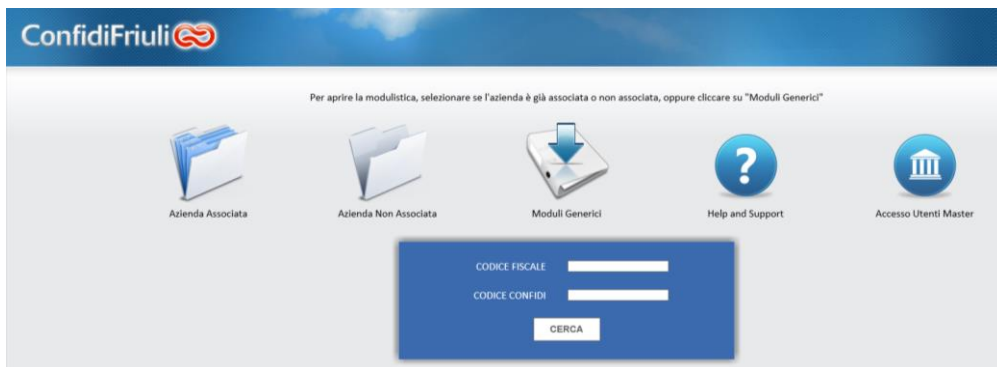 ConfidiFriuli
Per aprire la modulistica, selezionare se l'azienda è già associata o non associata, oppure cliccare su "Moduli Generici"
Azienda Associata
Azienda Non Associata
Moduli Generici
Help and Support
Accesso Utenti Master
CODICE FISCALE
CODICE CONFIDI
CERCA